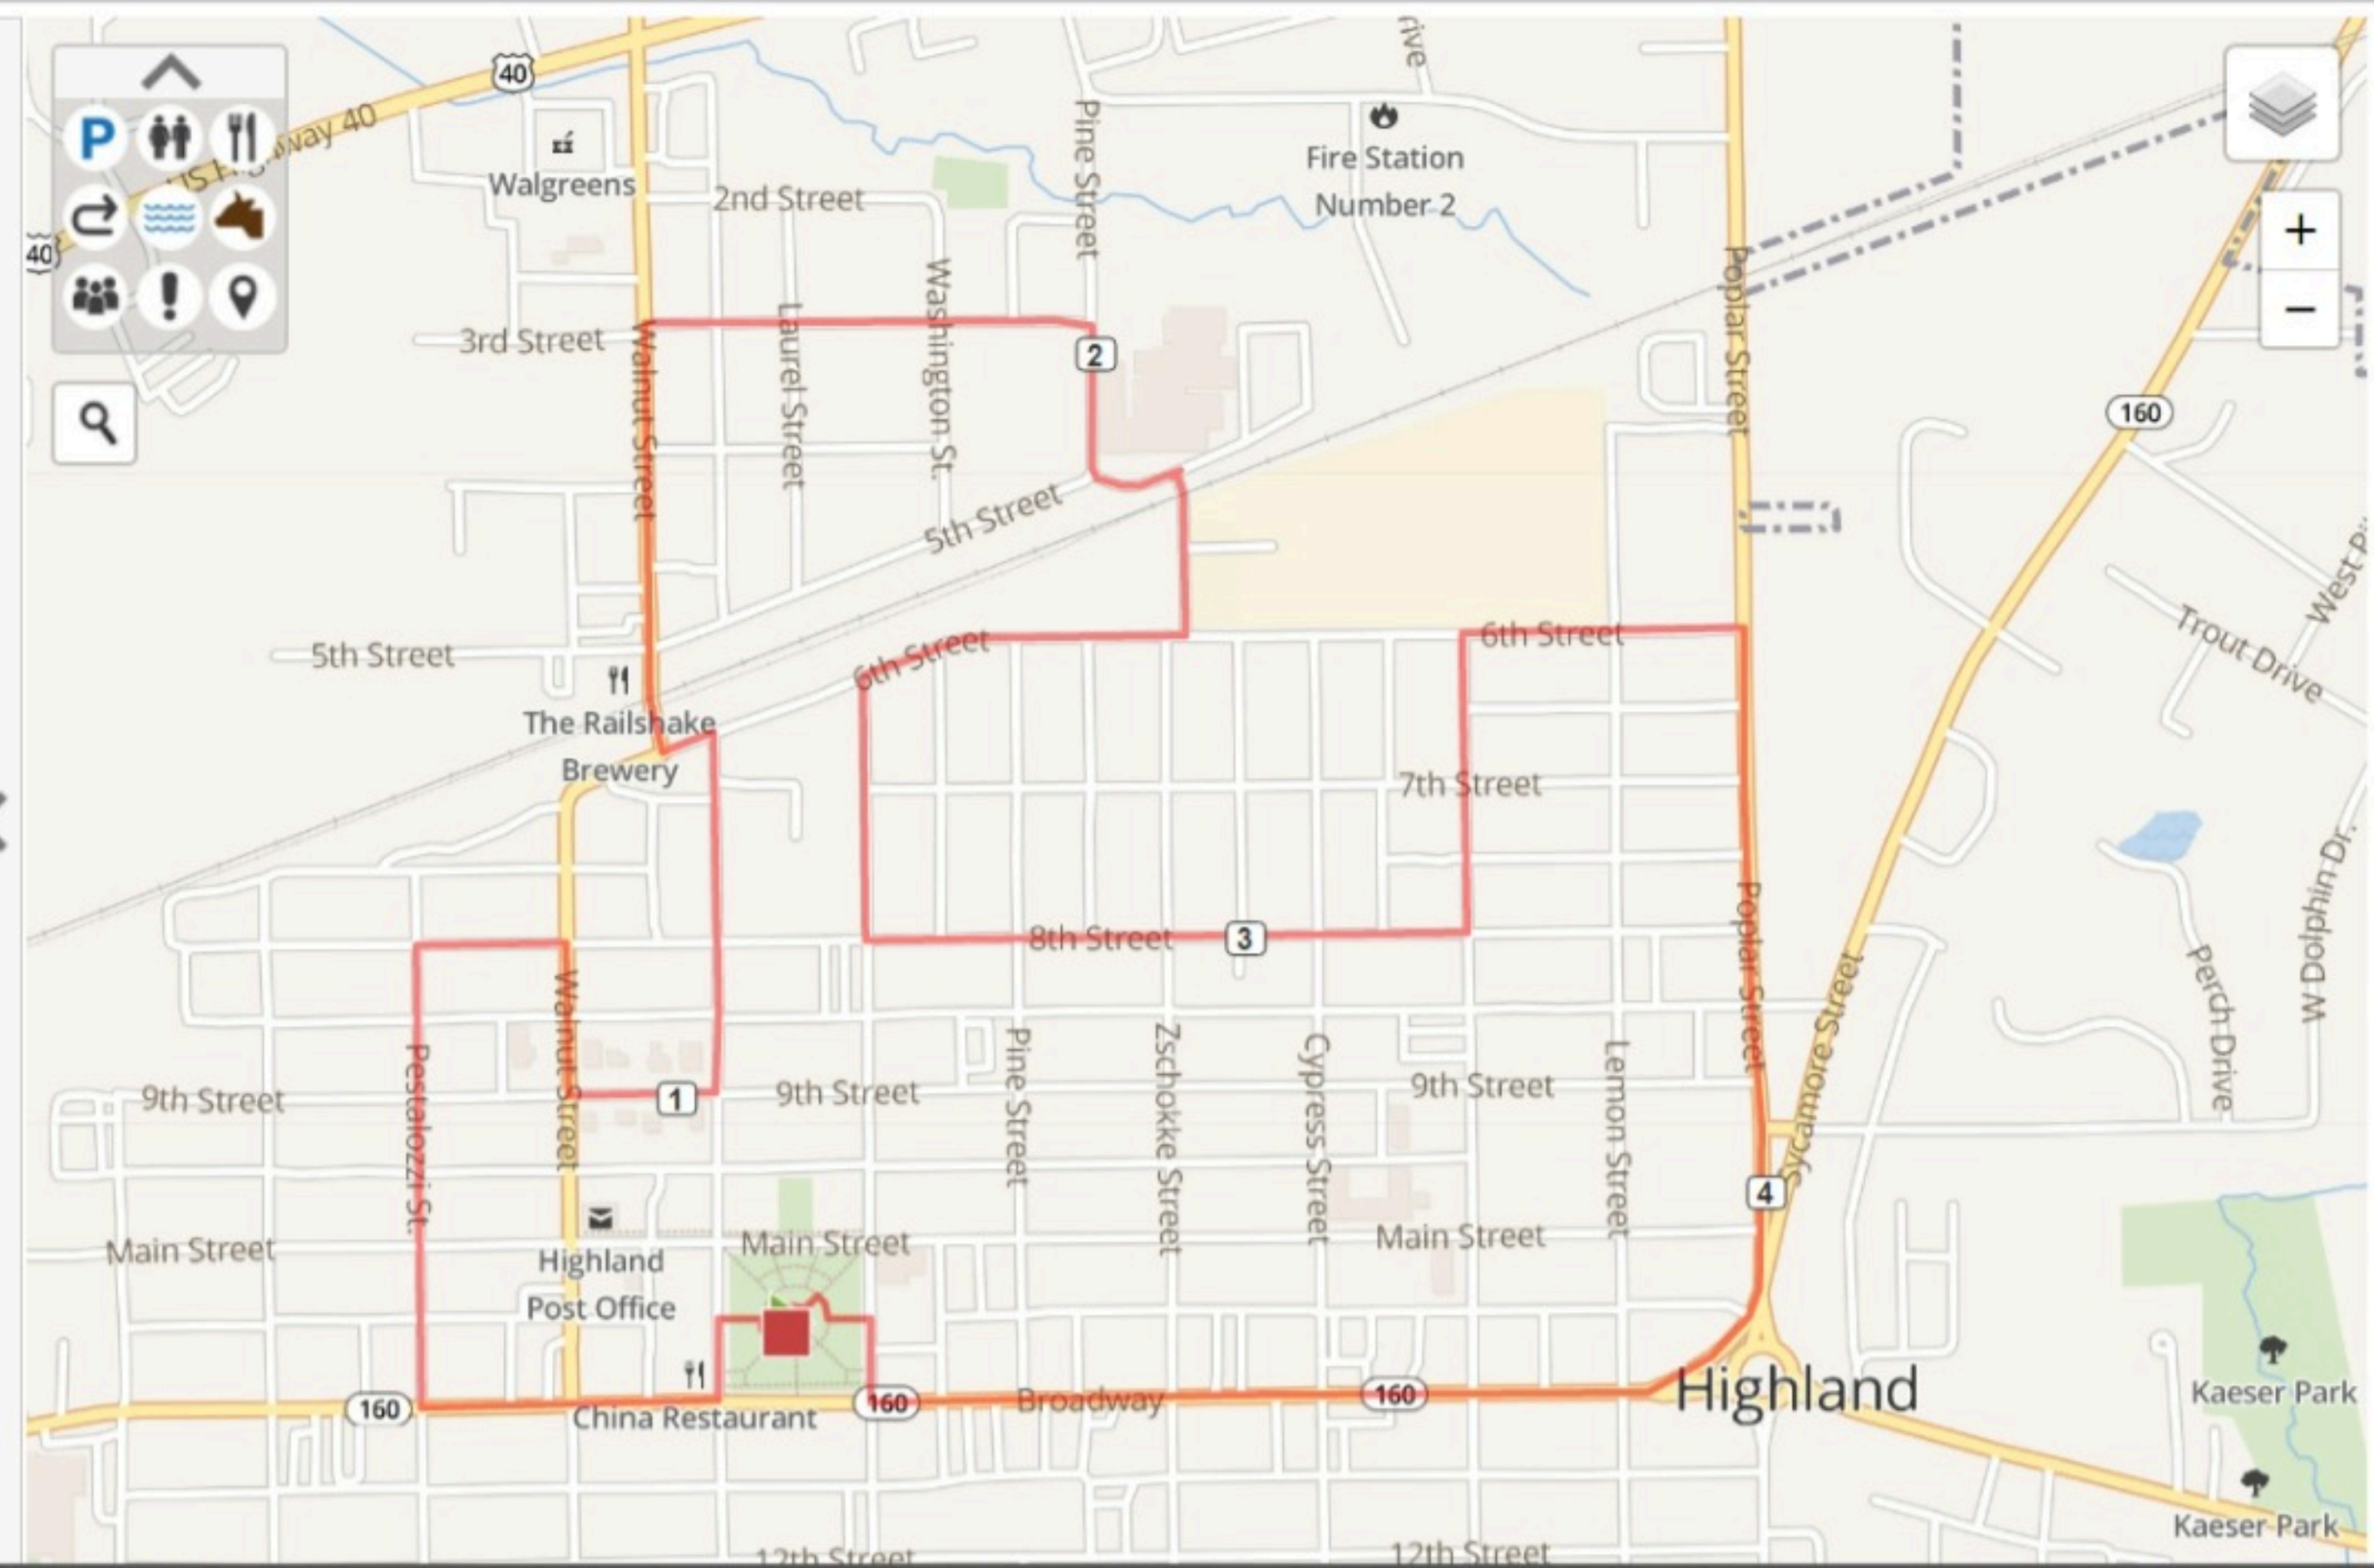 40
rive
US Highway 40
P
Walgreens
2nd Street
Pine Street
Fire Station
Number 2
40
Poplar Street
+
−
3rd Street
Walnut Street
Laurel Street
Washington St.
2
160
5th Street
5th Street
6th Street
6th Street
Trout Drive
The Railshake
Brewery
7th Street
8th Street
3
Walnut Street
Poplar Street
Sycamore Street
Perch Drive
W Dolphin Dr.
Pestalozzi St.
9th Street
1
9th Street
Pine Street
Zschokke Street
Cypress Street
9th Street
Lemon Street
4
Main Street
Highland
Post Office
Main Street
Main Street
160
China Restaurant
160
Broadway
160
Highland
Kaeser Park
Kaeser Park
12th Street
12th Street